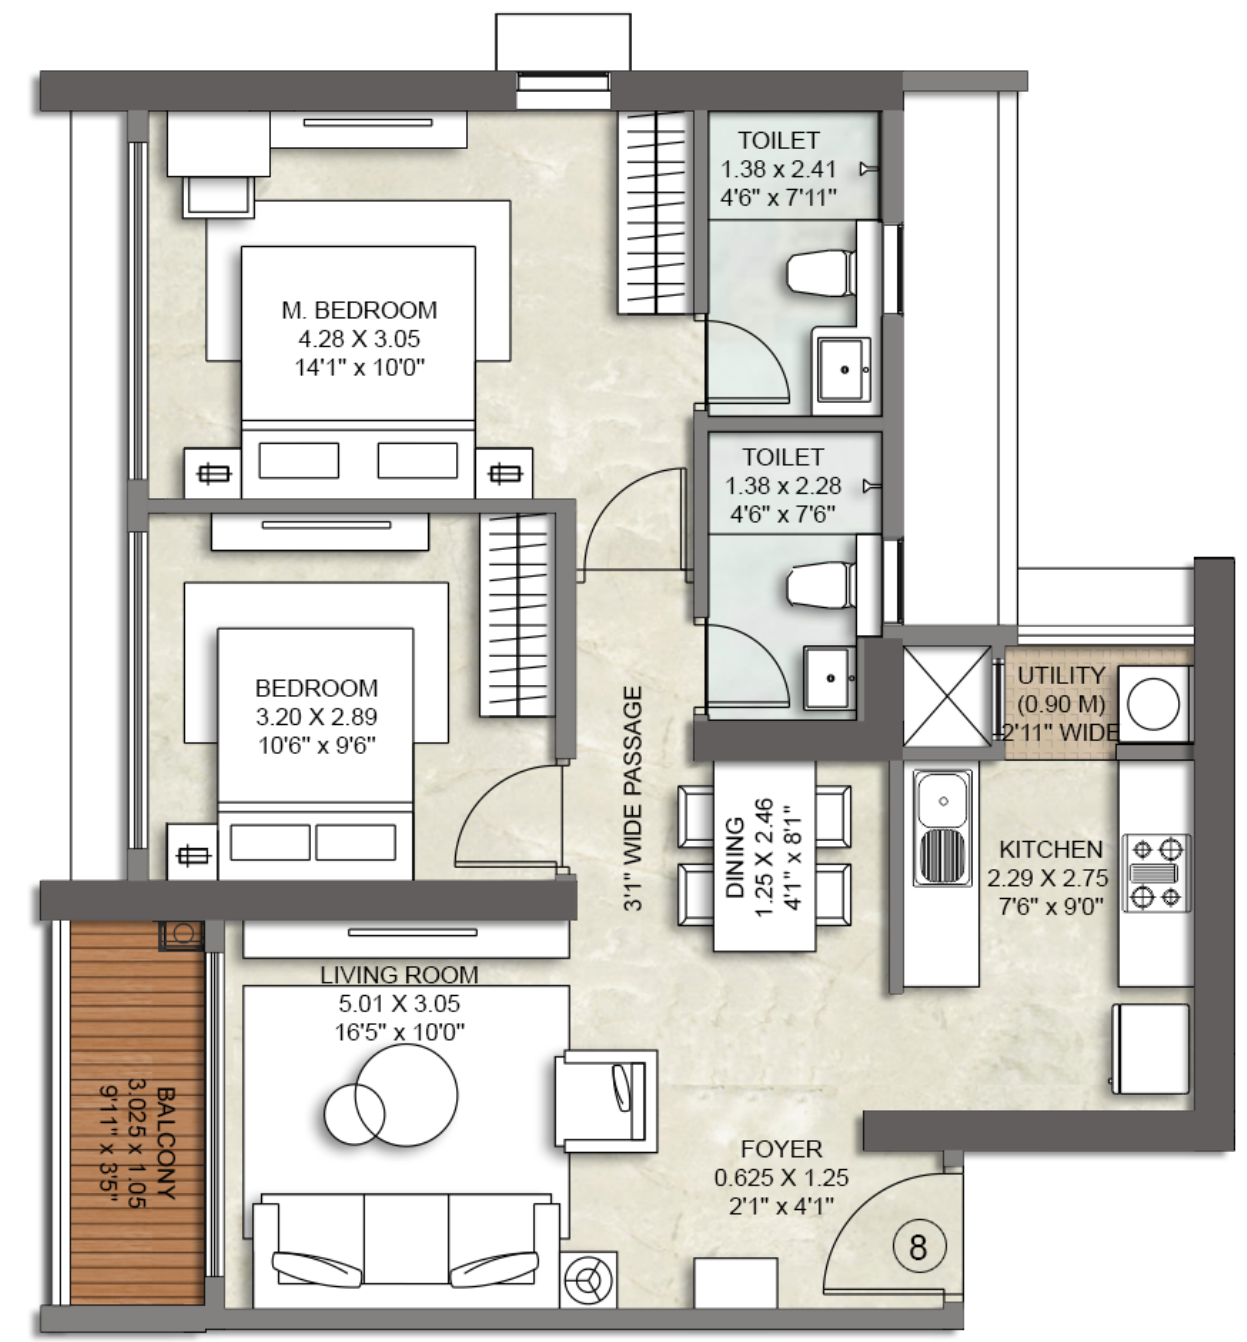 TOILET
1.38 x 2.41
4'6" x 7'11"
M. BEDROOM
4.28 X 3.05
14'1" x 10'0"
TOILET
1.38 x 2.28
4'6" x 7'6"
BEDROOM
3.20 X 2.89
10'6" x 9'6"
UTILITY
(0.90 M)
2'11" WIDE
3'1" WIDE PASSAGE
DINING
1.25 X 2.46
4'1" x 8'1"
KITCHEN
2.29 X 2.75
7'6" x 9'0"
LIVING ROOM
5.01 X 3.05
16'5" x 10'0"
BALCONY
3.025 x 1.05
9'11" x 3'5"
FOYER
0.625 X 1.25
2'1" x 4'1"
8